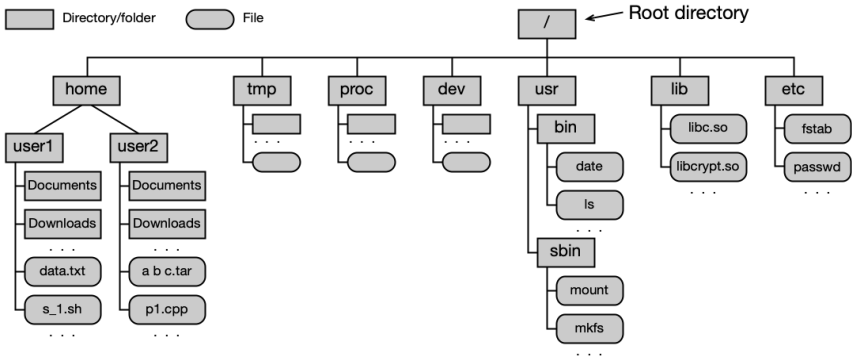 Directory/folder
File
/
Root directory
home
tmp
proc
dev
usr
lib
etc
user1
user2
. . .
. . .
. . .
bin
libc.so
fstab
Documents
Documents
date
libcrypt.so
passwd
Downloads
Downloads
ls
. . .
. . .
. . .
. . .
. . .
sbin
data.txt
a b c.tar
mount
s_1.sh
p1.cpp
mkfs
. . .
. . .
. . .